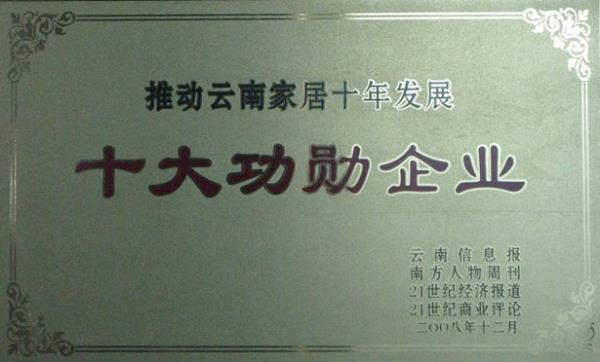 推动云南家居十年发展
十大功勋企业
云南信息报
南方人物周刊
21世纪经济报道
21世纪商业评论
二〇〇八年十二月